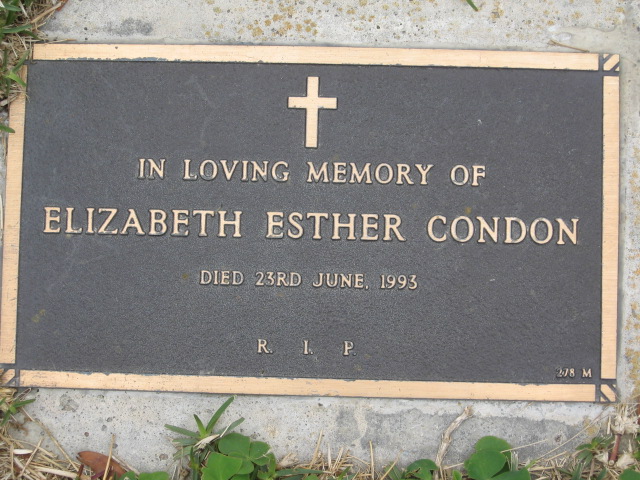 IN LOVING MEMORY OF
ELIZABETH ESTHER CONDON
DIED 23RD JUNE, 1993
R. I. P.
278 M